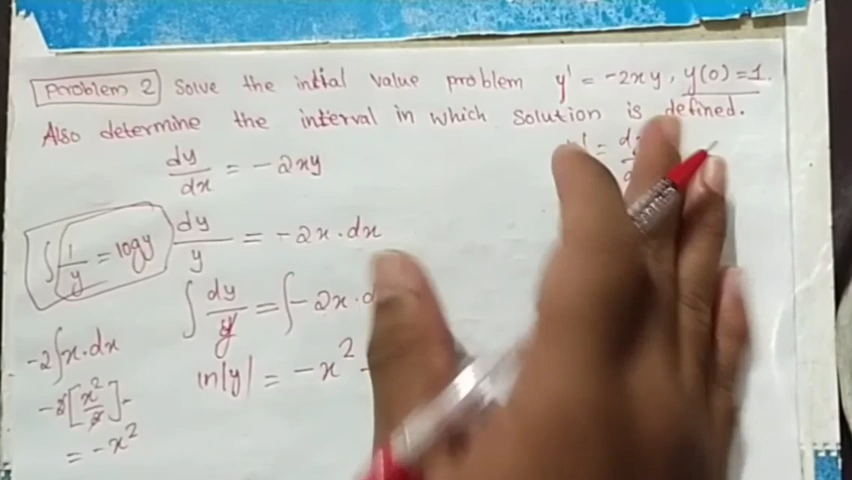 Problem 2 Solve the intial value problem y' = -2xy, y(0) = 1.
Also determine the interval in which solution is defined.
dy/dx = -2xy
∫ 1/y = log y
dy/y = -2x · dx
∫ dy/y = ∫ -2x · d
ln|y| = -x²
-2∫x·dx
-2[x²/2]
= -x²